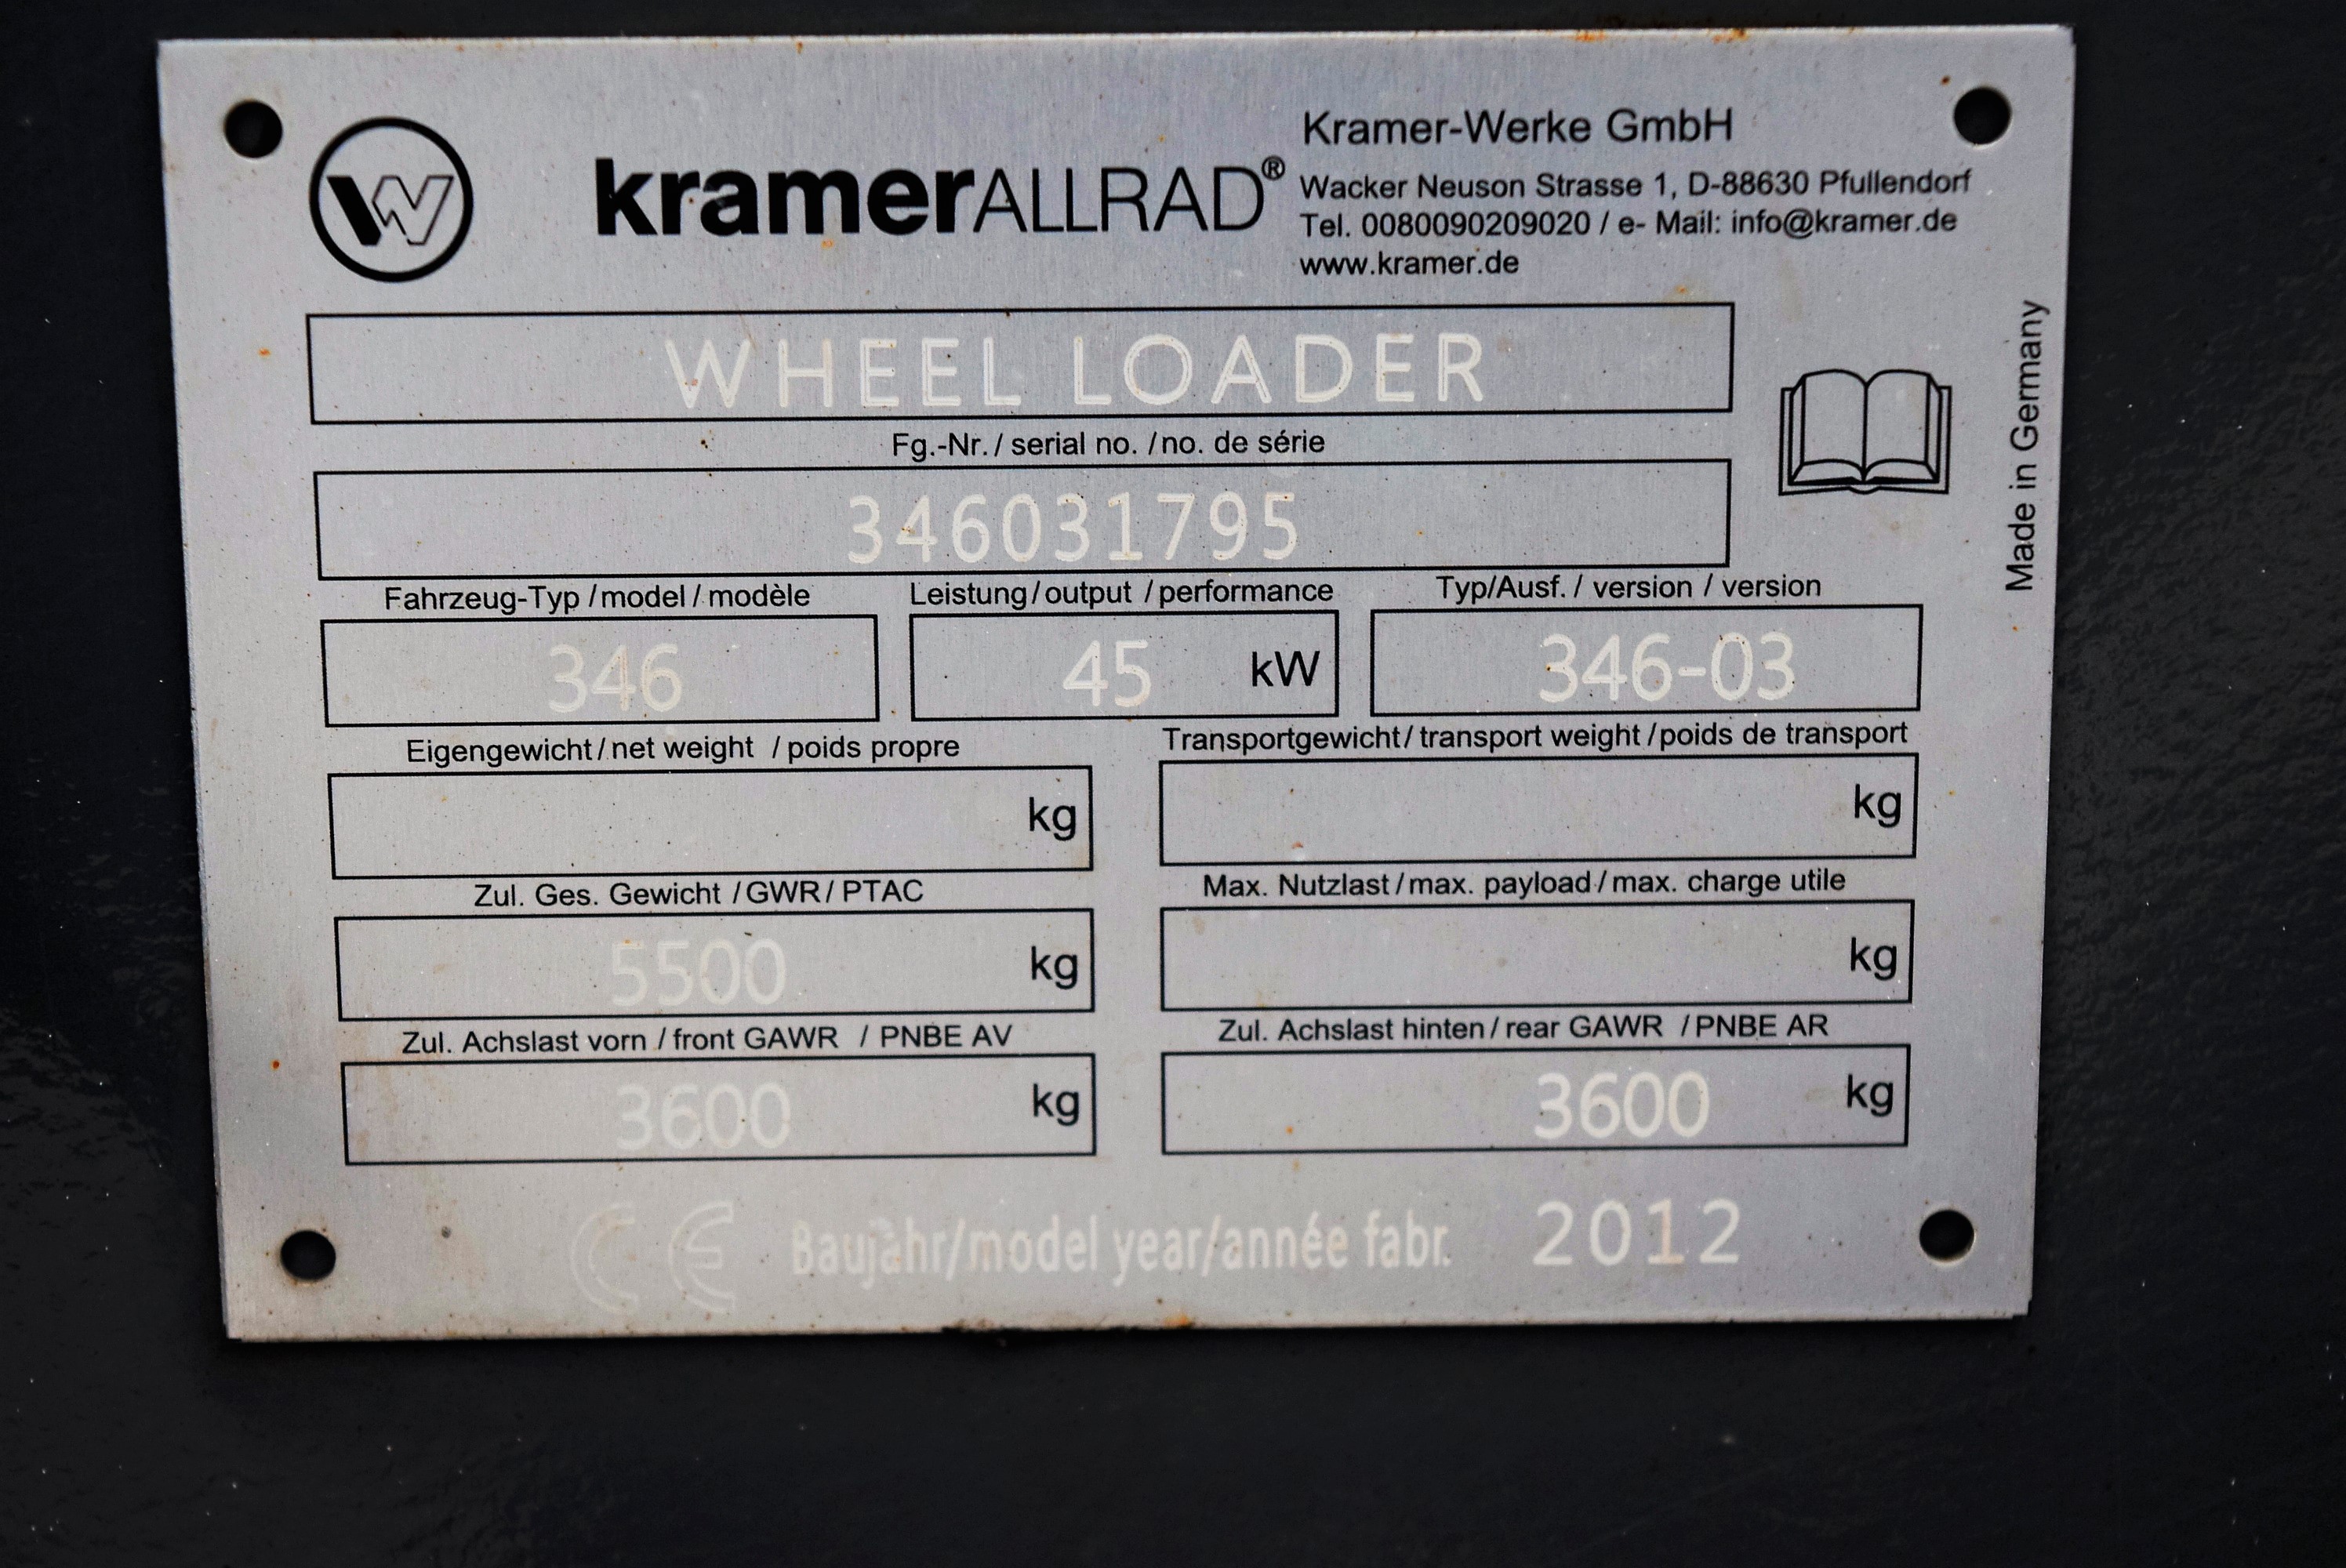 Kramer-Werke GmbH
kramerALLRAD®
Wacker Neuson Strasse 1, D-88630 Pfullendorf
Tel. 0080090209020 / e- Mail: info@kramer.de
www.kramer.de
WHEEL LOADER
Made in Germany
Fg.-Nr. / serial no. / no. de série
346031795
Fahrzeug-Typ / model / modèle
Leistung / output / performance
Typ/Ausf. / version / version
346
45 kW
346-03
Eigengewicht / net weight / poids propre
Transportgewicht / transport weight / poids de transport
kg
kg
Zul. Ges. Gewicht / GWR / PTAC
Max. Nutzlast / max. payload / max. charge utile
5500 kg
kg
Zul. Achslast vorn / front GAWR / PNBE AV
Zul. Achslast hinten / rear GAWR / PNBE AR
3600 kg
3600 kg
CE Baujahr/model year/année fabr. 2012